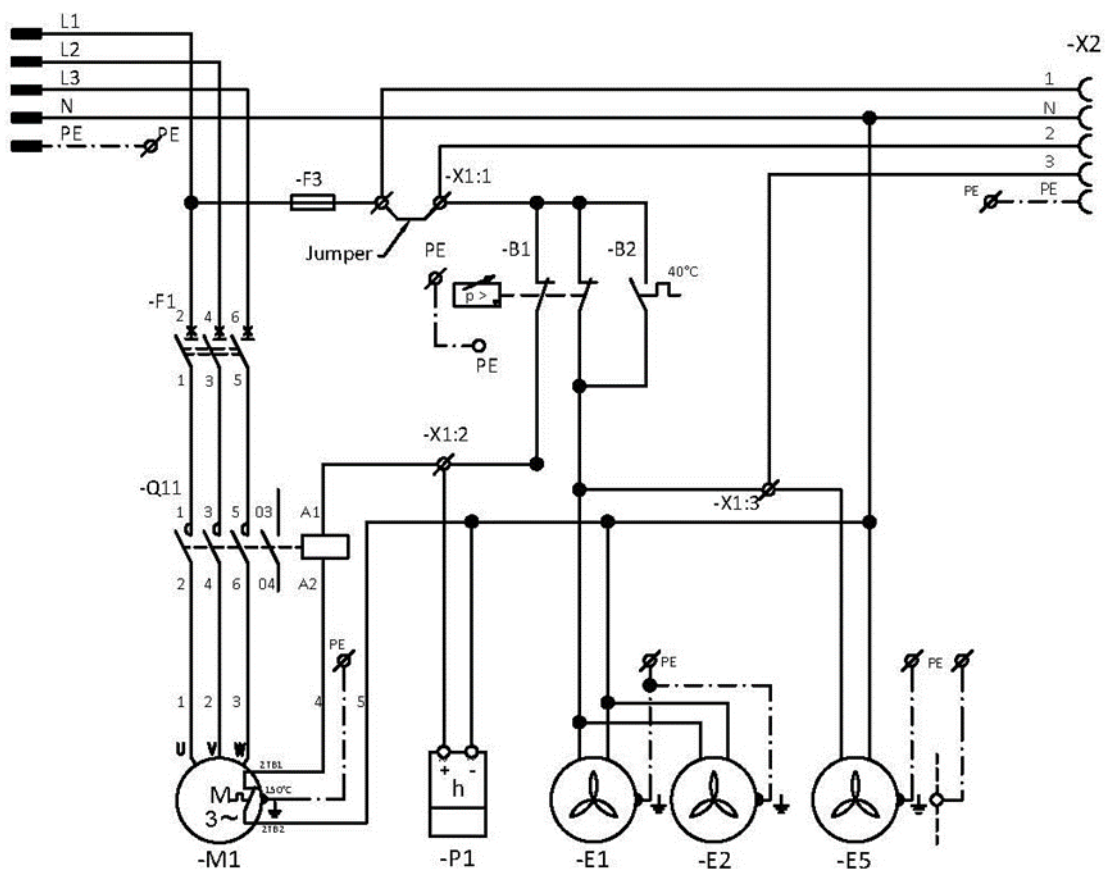 L1
L2
L3
N
PE PE
-X2
1
N
2
3
PE PE
-F3 -X1:1
Jumper
PE
-B1 -B2
40°C
p >
PE
-F1
2 4 6
1 3 5
-X1:2
-X1:3
-Q11
1 3 5 03 A1
2 4 6 04 A2
PE
PE
PE
1 2 3 4 5
U V W
2TB1
150°C
M
3~
2TB2
+ -
h
-M1 -P1 -E1 -E2 -E5